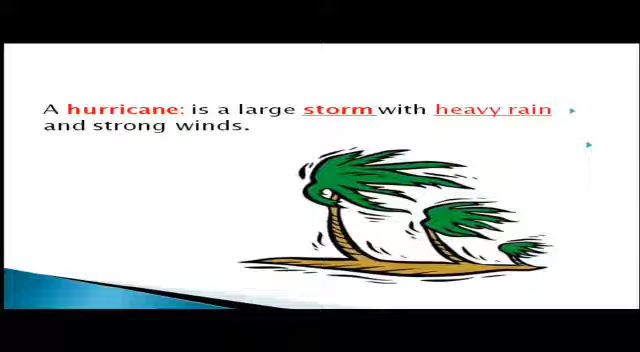 A hurricane: is a large storm with heavy rain
and strong winds.